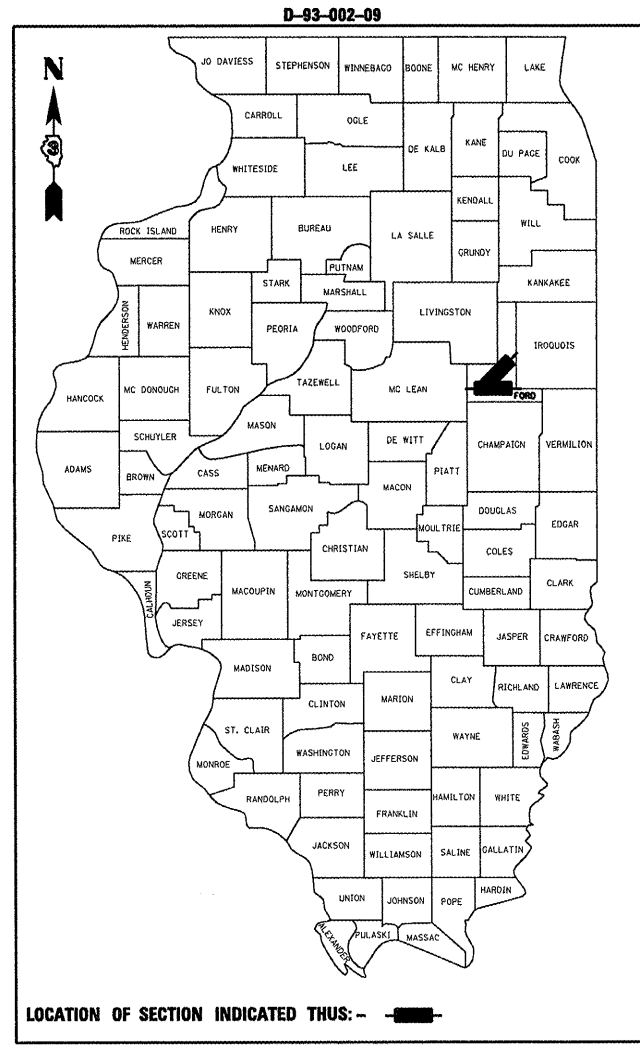 D-93-002-09
JO DAVIESS STEPHENSON WINNEBAGO BOONE MC HENRY LAKE
N
CARROLL OGLE
3
DE KALB KANE DU PAGE COOK
WHITESIDE LEE
KENDALL
ROCK ISLAND HENRY BUREAU LA SALLE WILL
GRUNDY
MERCER PUTNAM
STARK MARSHALL KANKAKEE
HENDERSON WARREN KNOX PEORIA WOODFORD LIVINGSTON
IROQUOIS
HANCOCK MC DONOUGH FULTON TAZEWELL MC LEAN FORD
MASON
SCHUYLER LOGAN DE WITT CHAMPAIGN VERMILION
ADAMS BROWN CASS MENARD PIATT
MACON
PIKE SCOTT MORGAN SANGAMON MOULTRIE DOUGLAS EDGAR
CHRISTIAN COLES
CALHOUN GREENE MACOUPIN MONTGOMERY SHELBY CUMBERLAND CLARK
JERSEY
FAYETTE EFFINGHAM JASPER CRAWFORD
MADISON BOND
CLAY RICHLAND LAWRENCE
CLINTON MARION
ST. CLAIR WAYNE EDWARDS WABASH
WASHINGTON JEFFERSON
MONROE
RANDOLPH PERRY HAMILTON WHITE
FRANKLIN
JACKSON WILLIAMSON SALINE GALLATIN
UNION JOHNSON POPE HARDIN
ALEXANDER PULASKI MASSAC
LOCATION OF SECTION INDICATED THUS: -